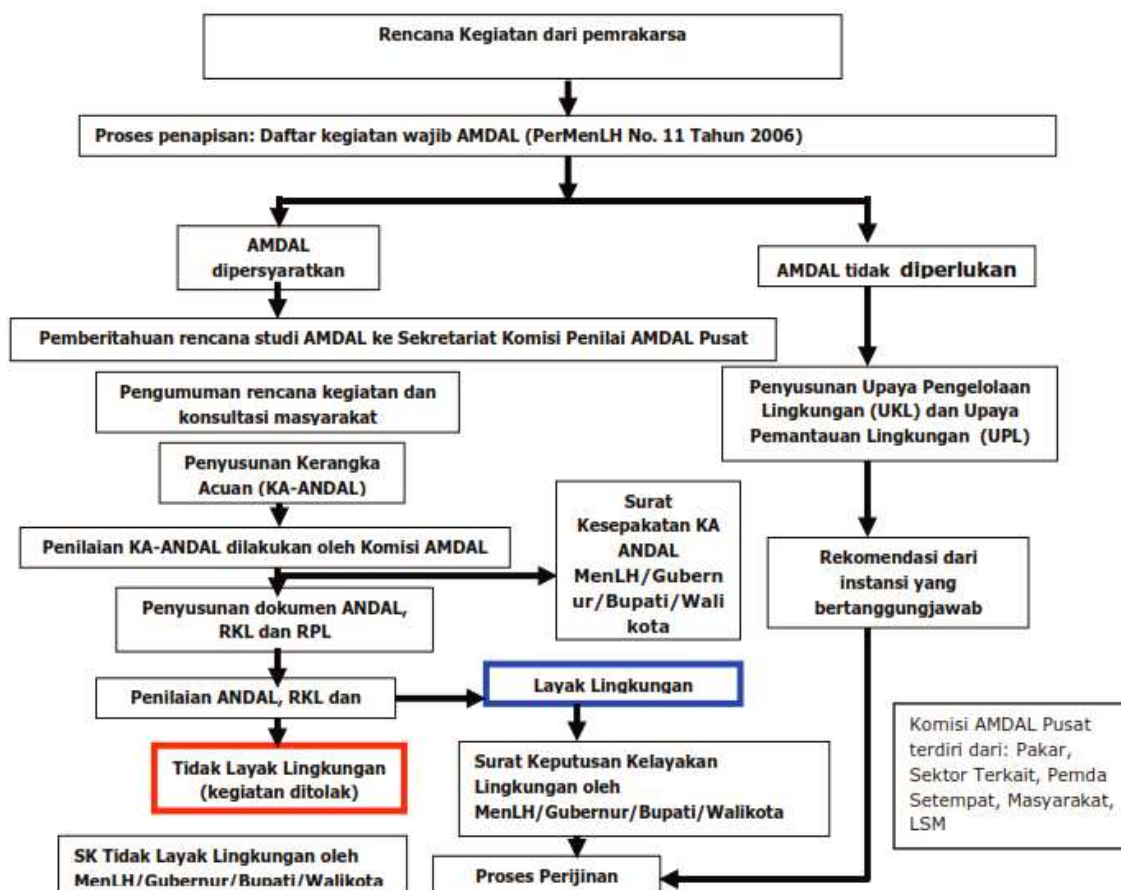 Rencana Kegiatan dari pemrakarsa
Proses penapisan: Daftar kegiatan wajib AMDAL (PerMenLH No. 11 Tahun 2006)
AMDAL
dipersyaratkan
AMDAL tidak diperlukan
Pemberitahuan rencana studi AMDAL ke Sekretariat Komisi Penilai AMDAL Pusat
Pengumuman rencana kegiatan dan
konsultasi masyarakat
Penyusunan Upaya Pengelolaan
Lingkungan (UKL) dan Upaya
Pemantauan Lingkungan (UPL)
Penyusunan Kerangka
Acuan (KA-ANDAL)
Penilaian KA-ANDAL dilakukan oleh Komisi AMDAL
Surat
Kesepakatan KA
ANDAL
MenLH/Gubern
ur/Bupati/Wali
kota
Rekomendasi dari
instansi yang
bertanggungjawab
Penyusunan dokumen ANDAL,
RKL dan RPL
Penilaian ANDAL, RKL dan
Layak Lingkungan
Tidak Layak Lingkungan
(kegiatan ditolak)
Surat Keputusan Kelayakan
Lingkungan oleh
MenLH/Gubernur/Bupati/Walikota
Komisi AMDAL Pusat
terdiri dari: Pakar,
Sektor Terkait, Pemda
Setempat, Masyarakat,
LSM
SK Tidak Layak Lingkungan oleh
MenLH/Gubernur/Bupati/Walikota
Proses Perijinan